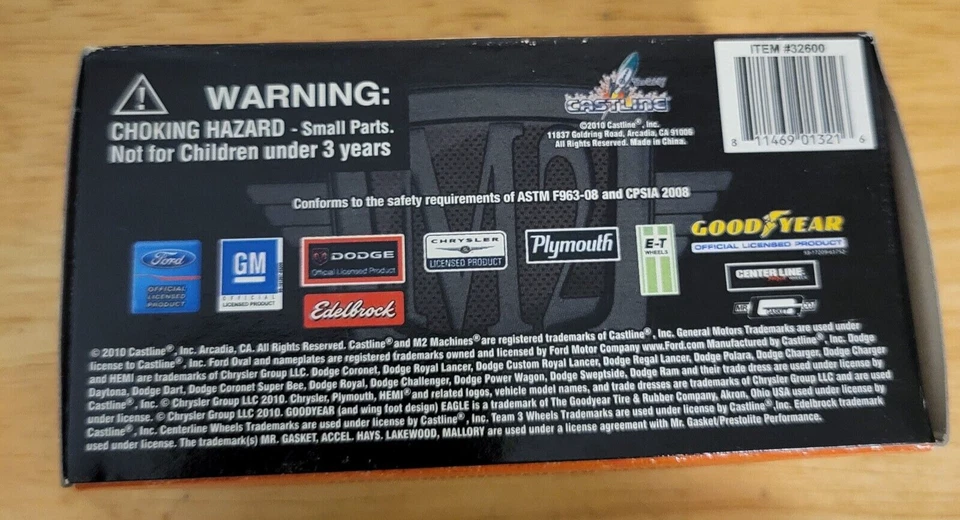 ITEM #32600
8 11469 01321 6
WARNING:
CHOKING HAZARD - Small Parts.
Not for Children under 3 years
CASTLINE
©2010 Castline®, Inc.
11837 Goldring Road, Arcadia, CA 91006
All Rights Reserved. Made in China.
M2
Conforms to the safety requirements of ASTM F963-08 and CPSIA 2008
Ford
OFFICIAL
LICENSED
PRODUCT
GM
OFFICIAL
LICENSED PRODUCT
DODGE
Official Licensed Product
Edelbrock
CHRYSLER
LICENSED PRODUCT
Plymouth
E-T
WHEELS
GOODYEAR
OFFICIAL LICENSED PRODUCT
CENTER LINE
WHEELS
© 2010 Castline®, Inc. Arcadia, CA. All Rights Reserved. Castline® and M2 Machines® are registered trademarks of Castline®, Inc. General Motors Trademarks are used under
license to Castline®, Inc. Ford Oval and nameplates are registered trademarks owned and licensed by Ford Motor Company www.Ford.com Manufactured by Castline®, Inc. Dodge
and HEMI are trademarks of Chrysler Group LLC. Dodge Coronet, Dodge Royal Lancer, Dodge Custom Royal Lancer, Dodge Regal Lancer, Dodge Polara, Dodge Charger, Dodge Charger
Daytona, Dodge Dart, Dodge Coronet Super Bee, Dodge Royal, Dodge Challenger, Dodge Power Wagon, Dodge Sweptside, Dodge Ram and their trade dress are used under license by
Castline®, Inc. © Chrysler Group LLC 2010. Chrysler, Plymouth, HEMI® and related logos, vehicle model names, and trade dresses are trademarks of Chrysler Group LLC and are used
under license. © Chrysler Group LLC 2010. GOODYEAR (and wing foot design) EAGLE is a trademark of The Goodyear Tire & Rubber Company, Akron, Ohio USA used under license by
Castline®, Inc. Centerline Wheels Trademarks are used under license by Castline®, Inc. Team 3 Wheels Trademarks are used under license by Castline®,Inc. Edelbrock trademark
used under license. The trademark(s) MR. GASKET, ACCEL. HAYS. LAKEWOOD, MALLORY are used under a license agreement with Mr. Gasket/Prestolite Performance.